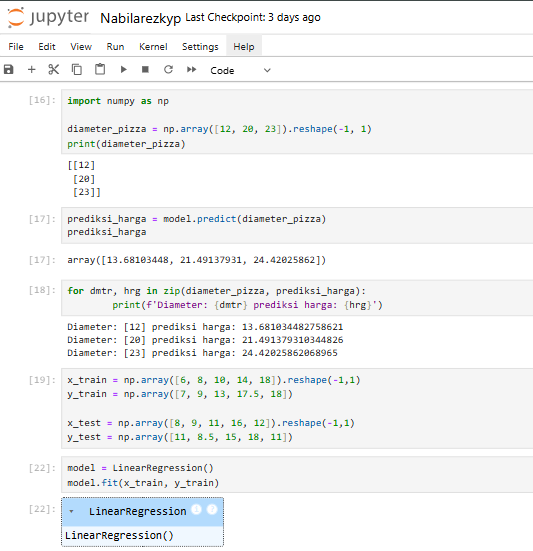 jupyter Nabilarezkyp Last Checkpoint: 3 days ago
File Edit View Run Kernel Settings Help
Code
[16]: import numpy as np
diameter_pizza = np.array([12, 20, 23]).reshape(-1, 1)
print(diameter_pizza)
[[12]
[20]
[23]]
[17]: prediksi_harga = model.predict(diameter_pizza)
prediksi_harga
[17]: array([13.68103448, 21.49137931, 24.42025862])
[18]: for dmtr, hrg in zip(diameter_pizza, prediksi_harga):
print(f'Diameter: {dmtr} prediksi harga: {hrg}')
Diameter: [12] prediksi harga: 13.681034482758621
Diameter: [20] prediksi harga: 21.491379310344826
Diameter: [23] prediksi harga: 24.42025862068965
[19]: x_train = np.array([6, 8, 10, 14, 18]).reshape(-1,1)
y_train = np.array([7, 9, 13, 17.5, 18])
x_test = np.array([8, 9, 11, 16, 12]).reshape(-1,1)
y_test = np.array([11, 8.5, 15, 18, 11])
[22]: model = LinearRegression()
model.fit(x_train, y_train)
[22]: LinearRegression
LinearRegression()